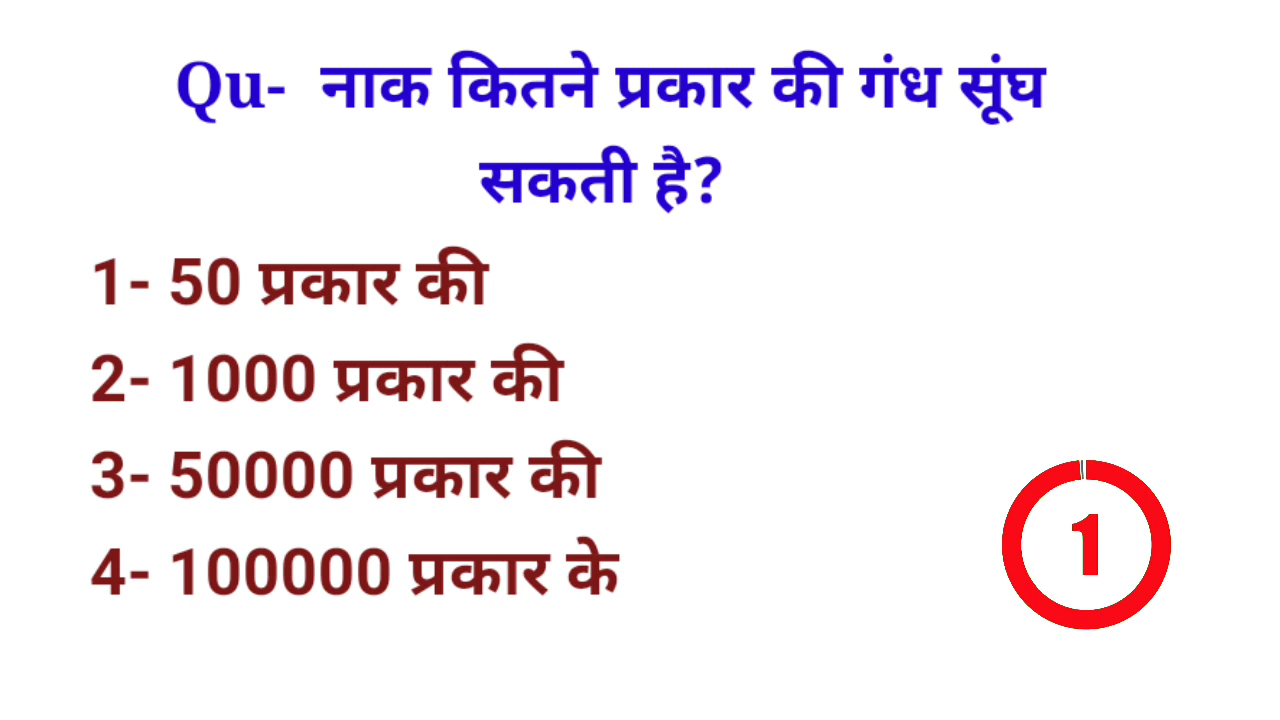 Qu- नाक कितने प्रकार की गंध सूंघ
सकती है?
1- 50 प्रकार की
2- 1000 प्रकार की
3- 50000 प्रकार की
4- 100000 प्रकार के
1